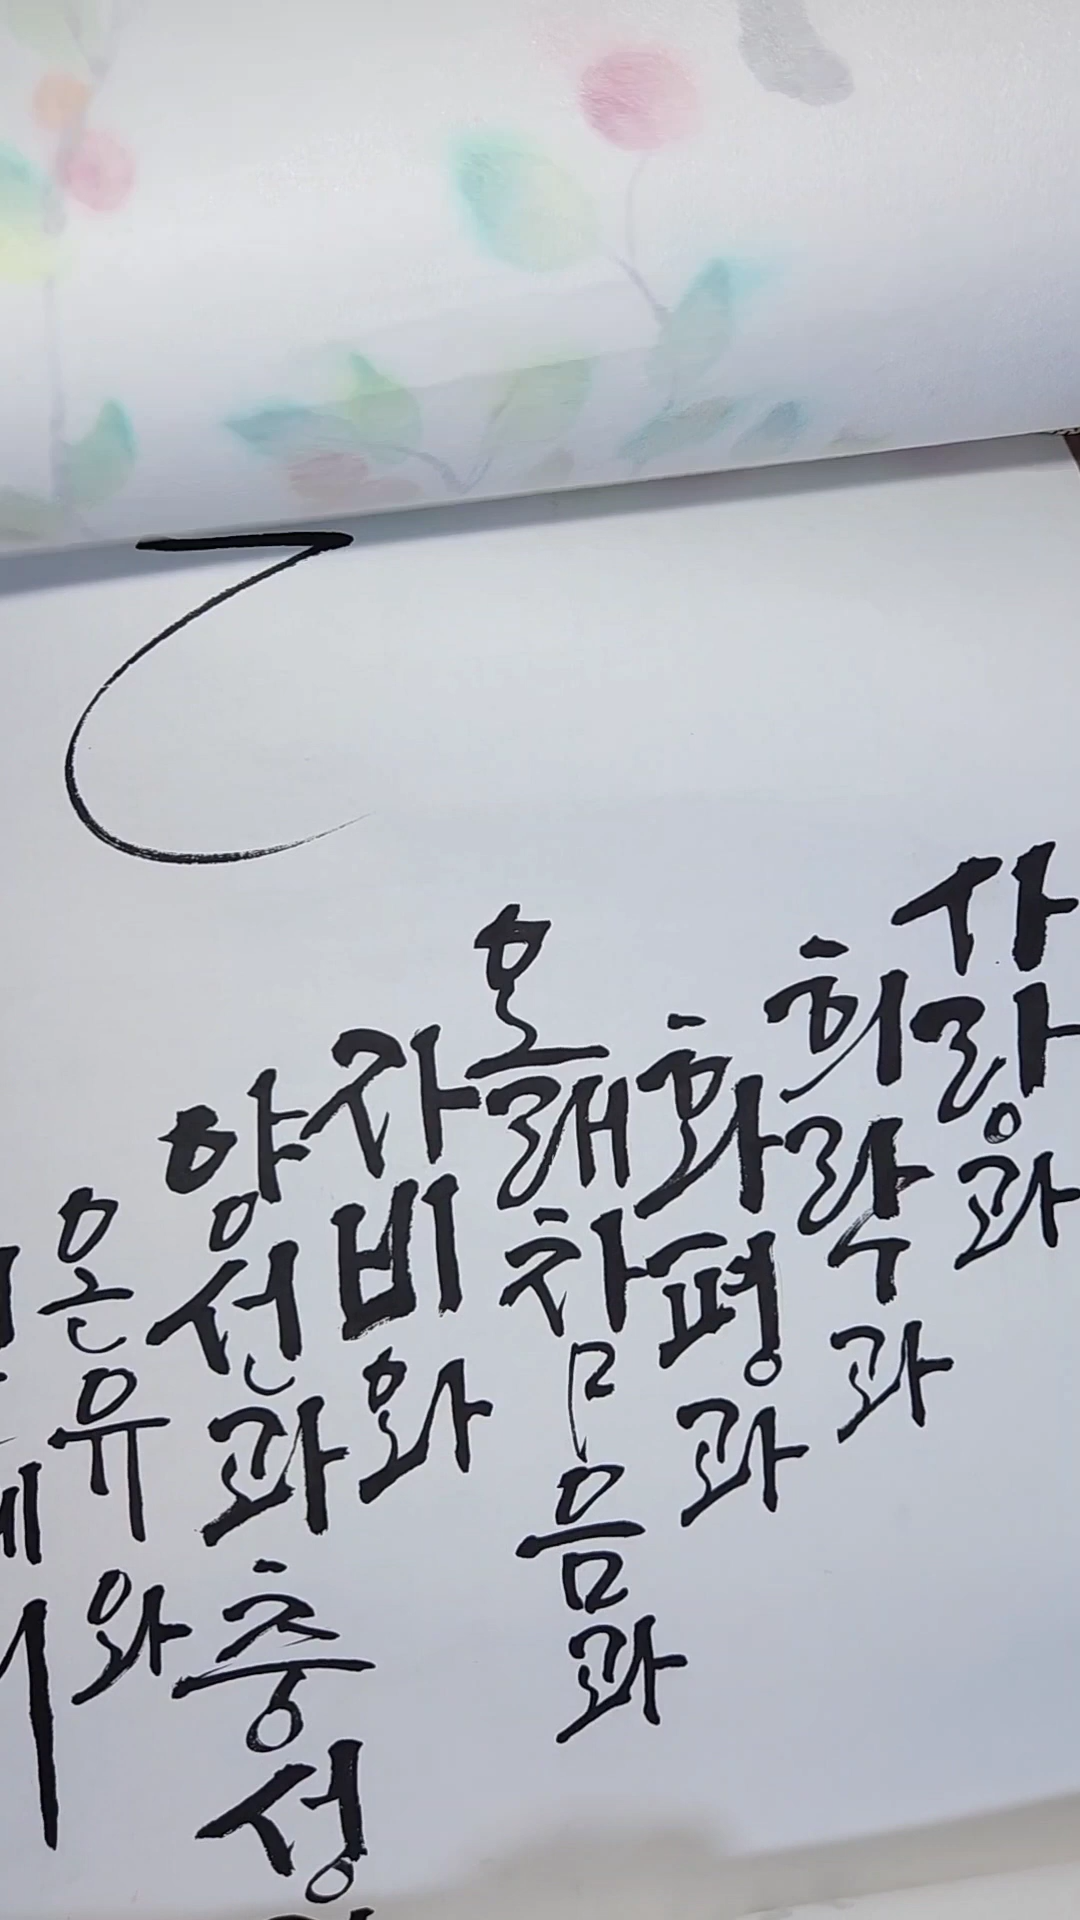 사랑과
희락과
화평과
오래 참음과
자비와
양선과 충성
온유와